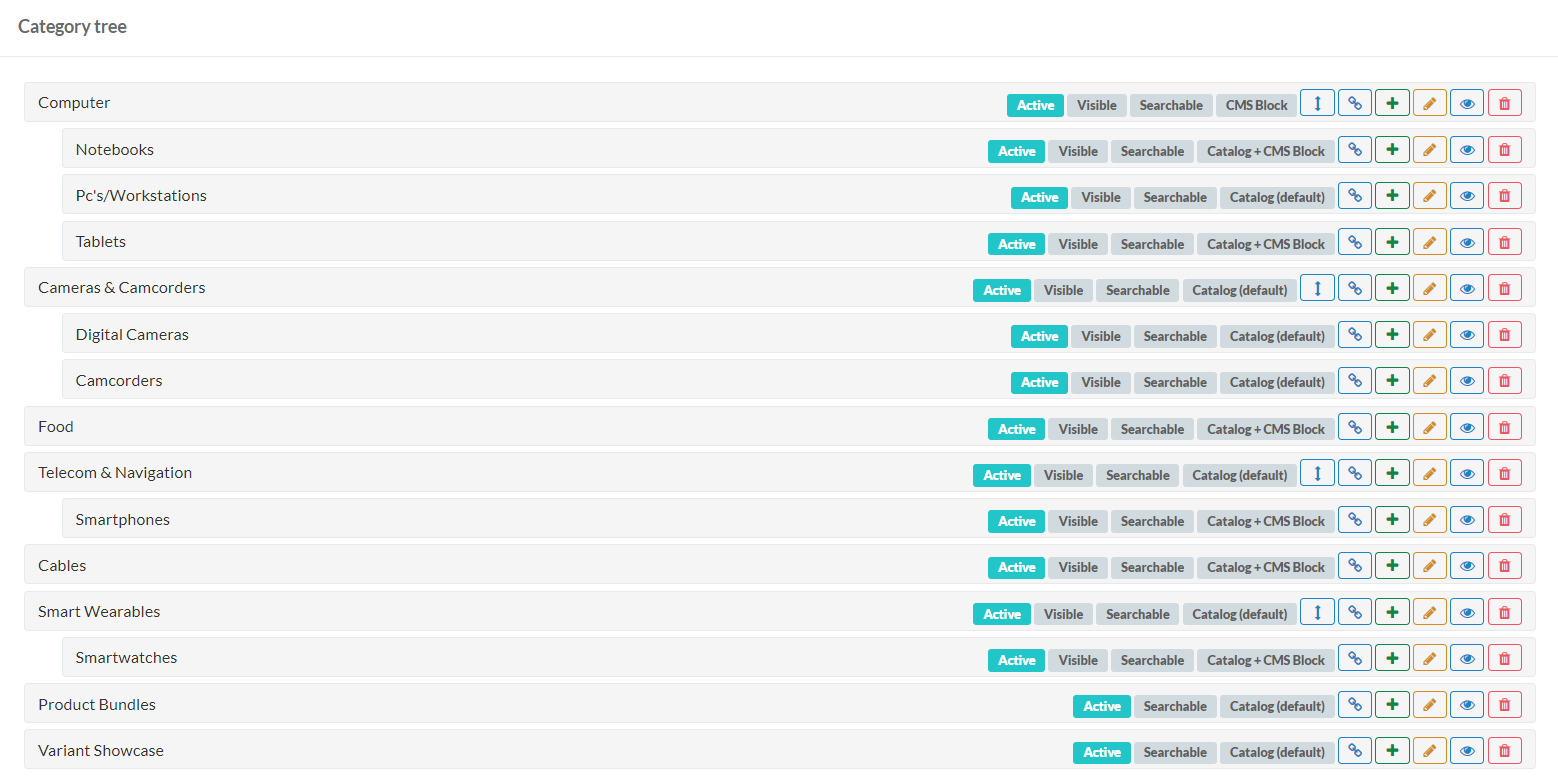 Category tree
Computer Active Visible Searchable CMS Block
Notebooks Active Visible Searchable Catalog + CMS Block
Pc's/Workstations Active Visible Searchable Catalog (default)
Tablets Active Visible Searchable Catalog + CMS Block
Cameras & Camcorders Active Visible Searchable Catalog (default)
Digital Cameras Active Visible Searchable Catalog (default)
Camcorders Active Visible Searchable Catalog (default)
Food Active Visible Searchable Catalog + CMS Block
Telecom & Navigation Active Visible Searchable Catalog (default)
Smartphones Active Visible Searchable Catalog + CMS Block
Cables Active Visible Searchable Catalog + CMS Block
Smart Wearables Active Visible Searchable Catalog (default)
Smartwatches Active Visible Searchable Catalog + CMS Block
Product Bundles Active Searchable Catalog (default)
Variant Showcase Active Searchable Catalog (default)